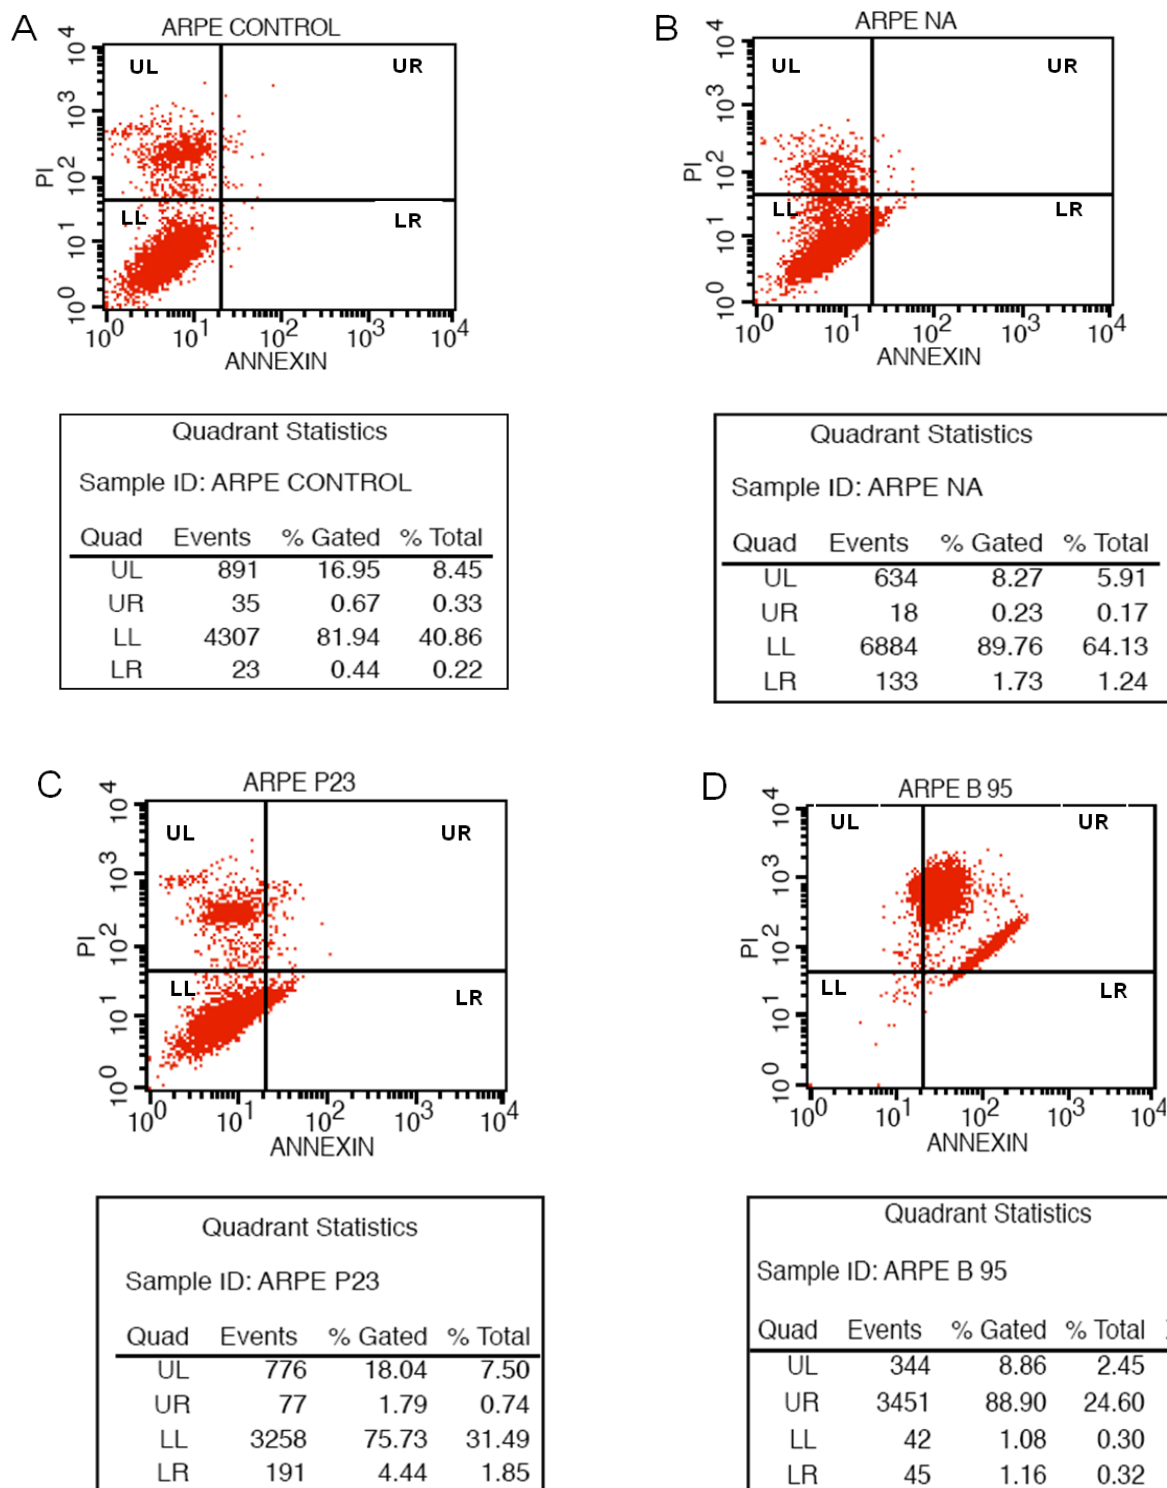 A
ARPE CONTROL
10^4
10^3
10^2
10^1
10^0
PI
UL
UR
LL
LR
10^0 10^1 10^2 10^3 10^4
ANNEXIN
Quadrant Statistics
Sample ID: ARPE CONTROL
Quad Events % Gated % Total
UL 891 16.95 8.45
UR 35 0.67 0.33
LL 4307 81.94 40.86
LR 23 0.44 0.22
B
ARPE NA
10^4
10^3
10^2
10^1
10^0
PI
UL
UR
LL
LR
10^0 10^1 10^2 10^3 10^4
ANNEXIN
Quadrant Statistics
Sample ID: ARPE NA
Quad Events % Gated % Total
UL 634 8.27 5.91
UR 18 0.23 0.17
LL 6884 89.76 64.13
LR 133 1.73 1.24
C
ARPE P23
10^4
10^3
10^2
10^1
10^0
PI
UL
UR
LL
LR
10^0 10^1 10^2 10^3 10^4
ANNEXIN
Quadrant Statistics
Sample ID: ARPE P23
Quad Events % Gated % Total
UL 776 18.04 7.50
UR 77 1.79 0.74
LL 3258 75.73 31.49
LR 191 4.44 1.85
D
ARPE B 95
10^4
10^3
10^2
10^1
10^0
PI
UL
UR
LL
LR
10^0 10^1 10^2 10^3 10^4
ANNEXIN
Quadrant Statistics
Sample ID: ARPE B 95
Quad Events % Gated % Total
UL 344 8.86 2.45
UR 3451 88.90 24.60
LL 42 1.08 0.30
LR 45 1.16 0.32